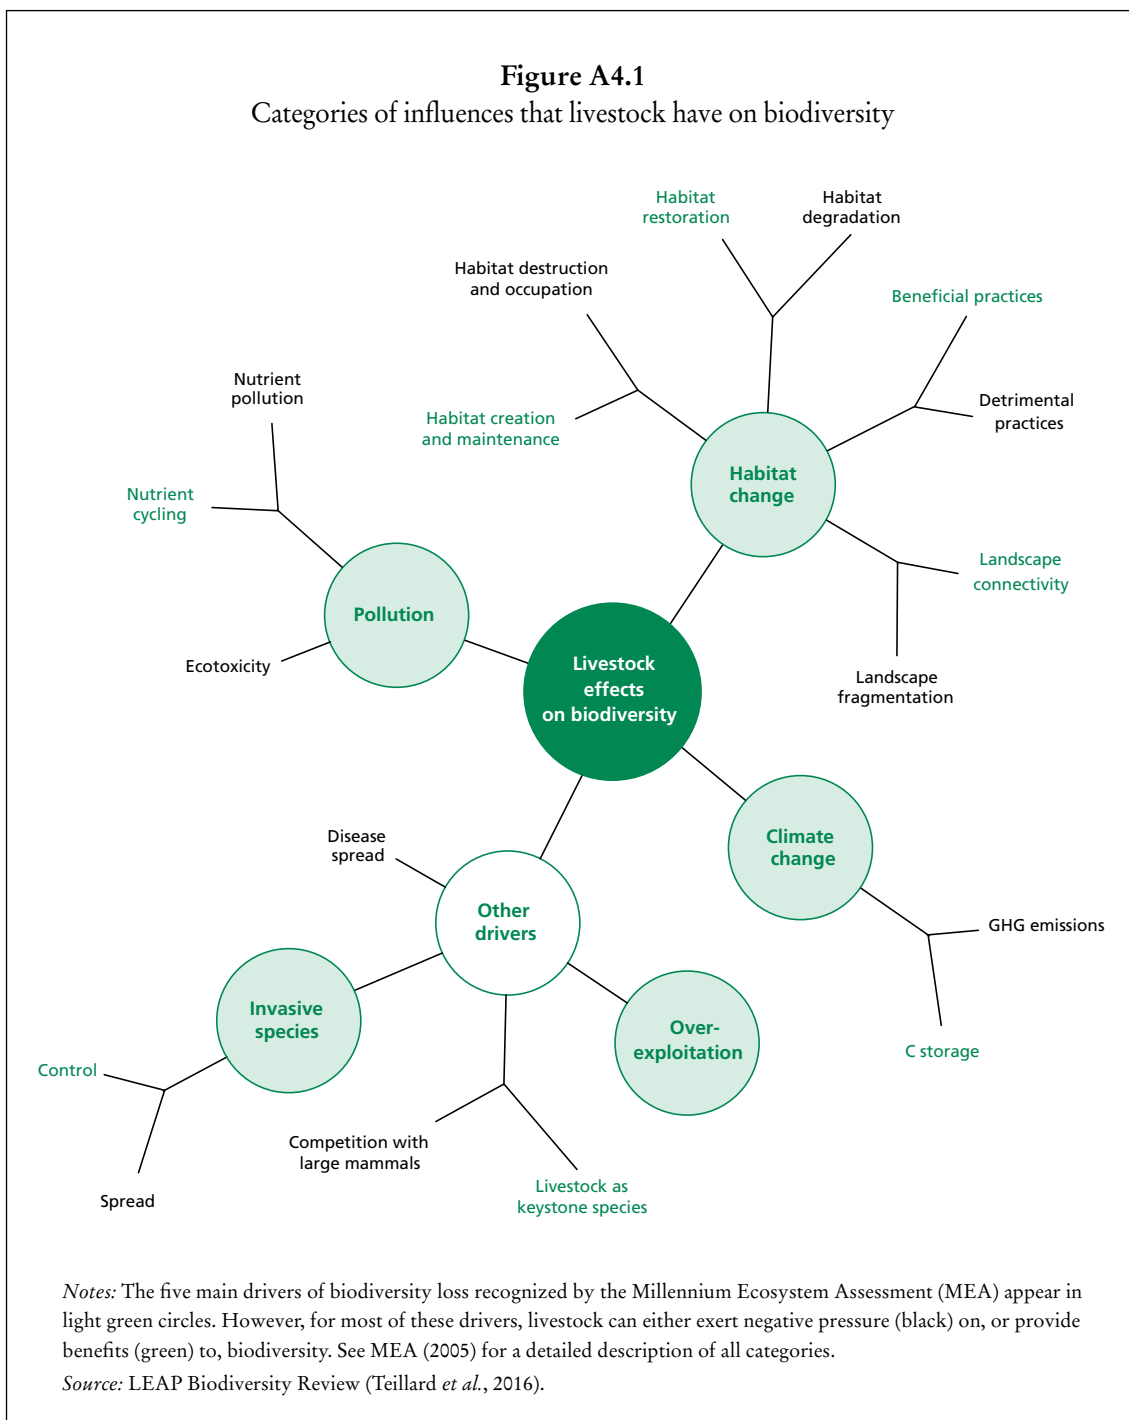 Figure A4.1
Categories of influences that livestock have on biodiversity
Habitat
restoration
Habitat
degradation
Habitat destruction
and occupation
Beneficial practices
Nutrient
pollution
Habitat creation
and maintenance
Detrimental
practices
Habitat
change
Nutrient
cycling
Landscape
connectivity
Pollution
Ecotoxicity
Livestock
effects
on biodiversity
Landscape
fragmentation
Disease
spread
Climate
change
Other
drivers
GHG emissions
Invasive
species
Over-
exploitation
C storage
Control
Competition with
large mammals
Livestock as
keystone species
Spread
Notes: The five main drivers of biodiversity loss recognized by the Millennium Ecosystem Assessment (MEA) appear in
light green circles. However, for most of these drivers, livestock can either exert negative pressure (black) on, or provide
benefits (green) to, biodiversity. See MEA (2005) for a detailed description of all categories.
Source: LEAP Biodiversity Review (Teillard et al., 2016).